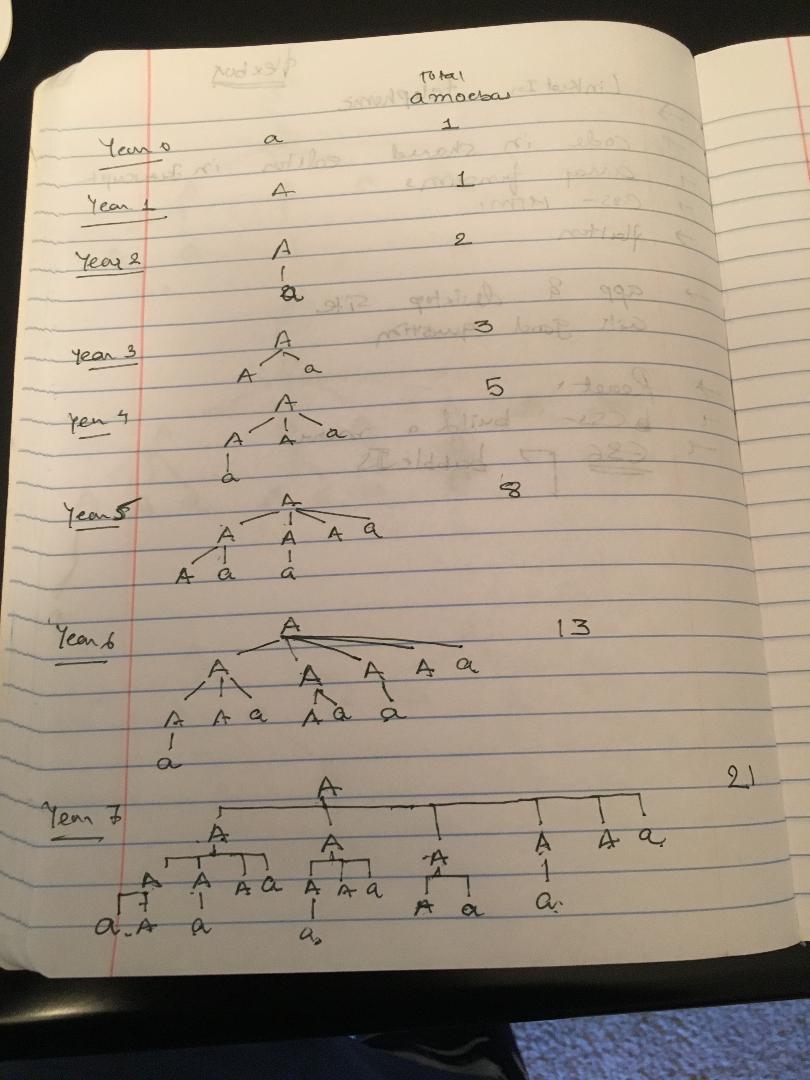 Total
amoebas
Year 0 a 1
Year 1 A 1
Year 2 A 2
a
Year 3 A 3
A a
Year 4 A 5
A A a
a
Year 5 A 8
A A A a
A a a
Year 6 A 13
A A A A a
A A a A a a
a
Year 7 A 21
A A A A A a
A A A a A A a A a a
a A a a